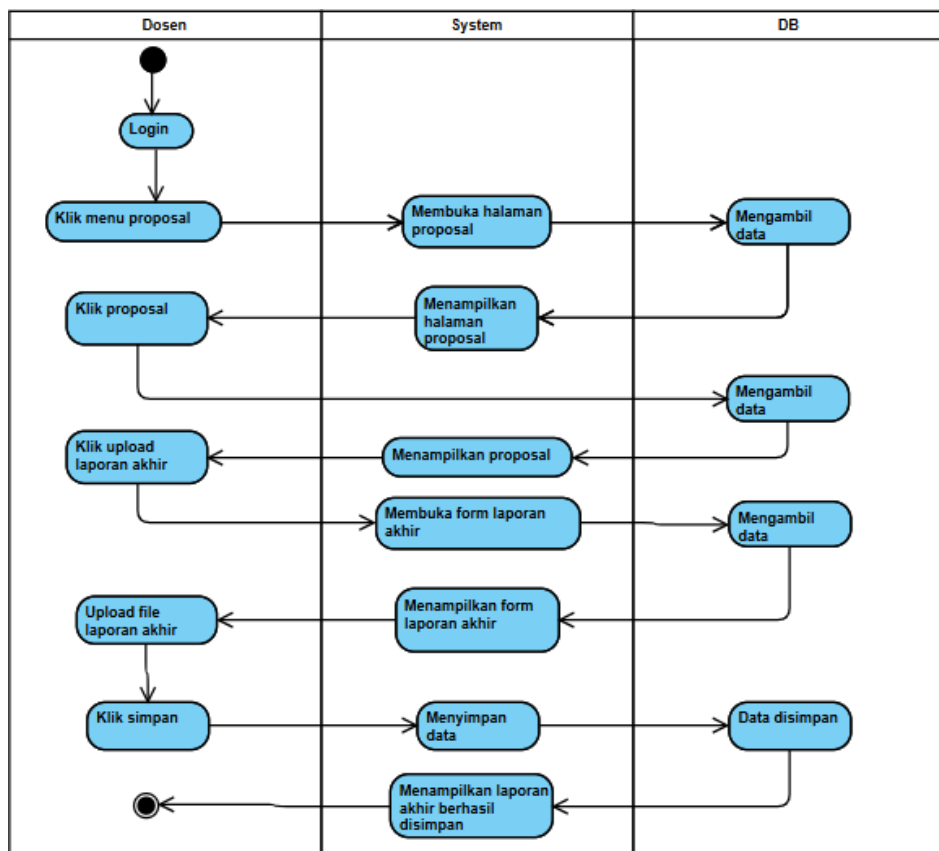 Dosen
System
DB
Login
Klik menu proposal
Membuka halaman
proposal
Mengambil
data
Klik proposal
Menampilkan
halaman
proposal
Mengambil
data
Klik upload
laporan akhir
Menampilkan proposal
Membuka form laporan
akhir
Mengambil
data
Upload file
laporan akhir
Menampilkan form
laporan akhir
Klik simpan
Menyimpan
data
Data disimpan
Menampilkan laporan
akhir berhasil
disimpan